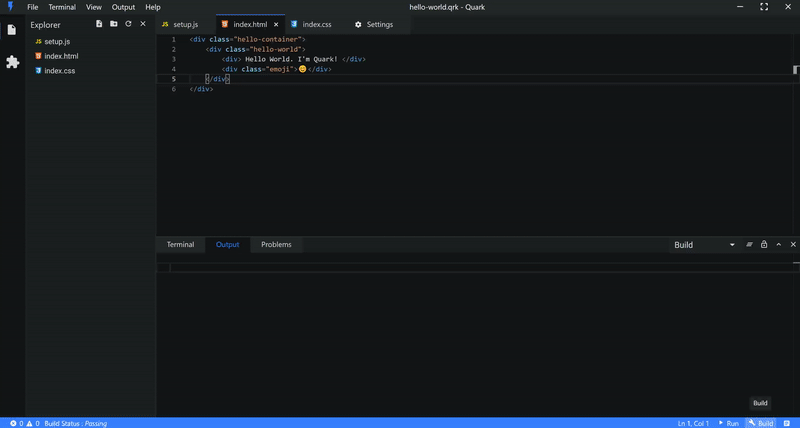 File Terminal View Output Help hello-world.qrk - Quark
Explorer
setup.js
index.html
index.css
JS setup.js index.html index.css Settings
1 <div class="hello-container">
2 <div class="hello-world">
3 <div> Hello World. I'm Quark! </div>
4 <div class="emoji">😊</div>
5 </div>
6 </div>
Terminal Output Problems Build
Build
0 0 Build Status : Passing Ln 1, Col 1 Run Build